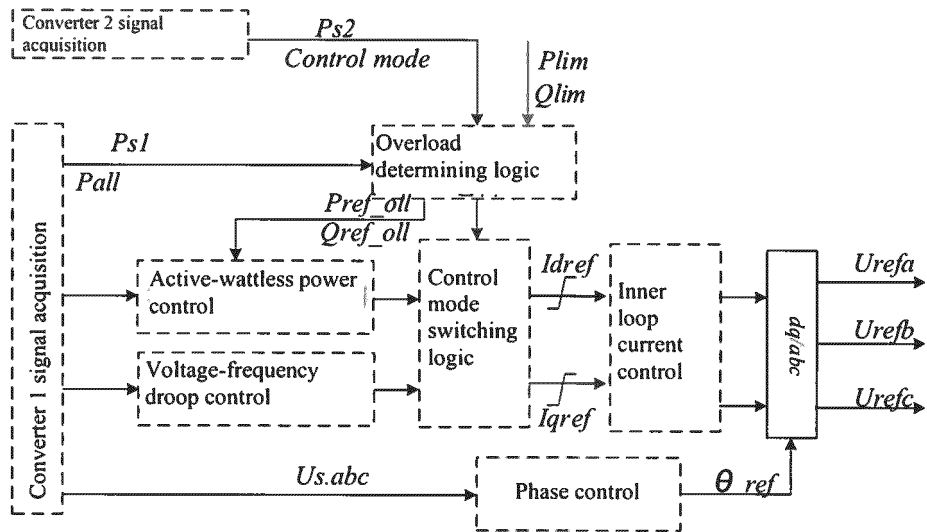 Converter 2 signal
acquisition
Ps2
Control mode
Plim
Qlim
Ps1
Pall
Overload
determining logic
Pref_oll
Qref_oll
Converter 1 signal acquisition
Active-wattless power
control
Voltage-frequency
droop control
Control
mode
switching
logic
Idref
Iqref
Inner
loop
current
control
dq/abc
Urefa
Urefb
Urefc
Us.abc
Phase control
θ_ref